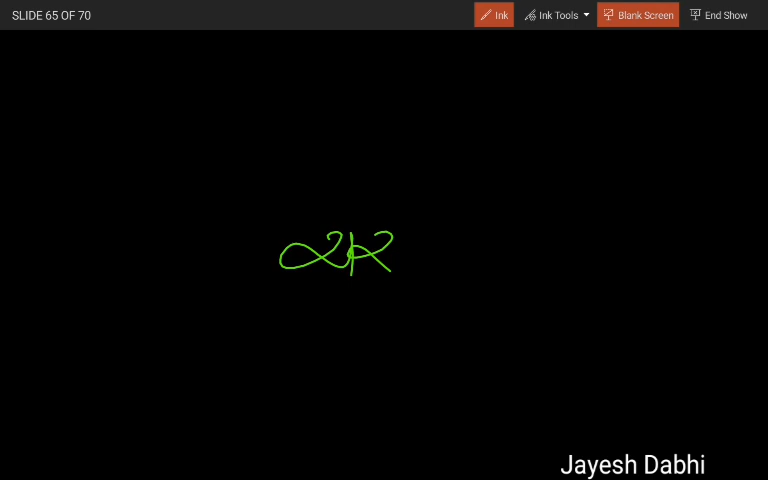 SLIDE 65 OF 70
Ink
Ink Tools
Blank Screen
End Show
Jayesh Dabhi